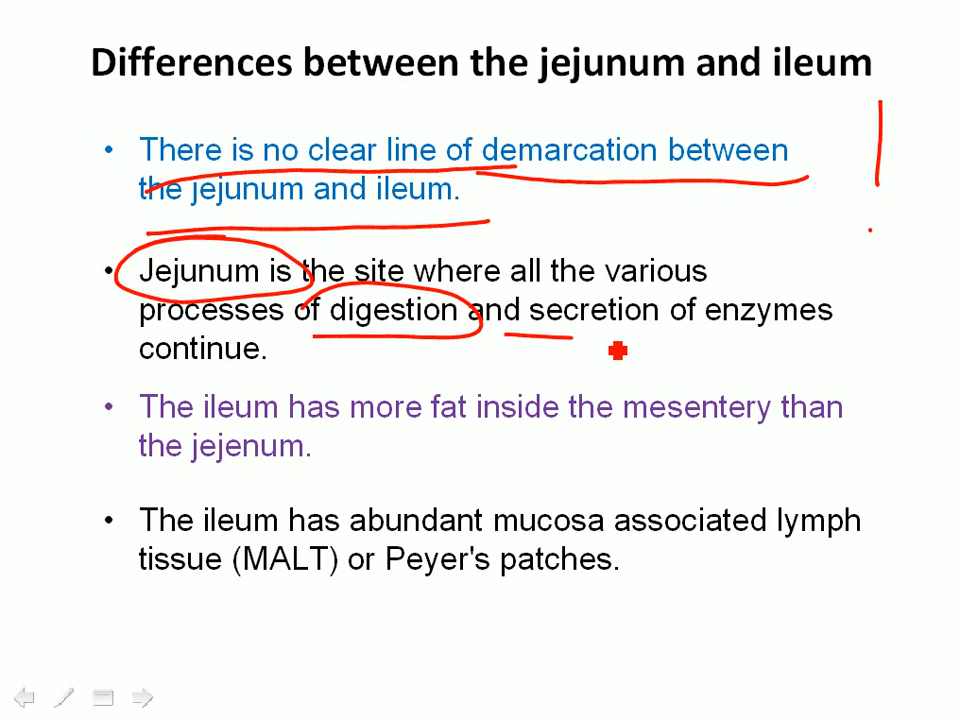 Differences between the jejunum and ileum
• There is no clear line of demarcation between
the jejunum and ileum.
• Jejunum is the site where all the various
processes of digestion and secretion of enzymes
continue.
• The ileum has more fat inside the mesentery than
the jejenum.
• The ileum has abundant mucosa associated lymph
tissue (MALT) or Peyer's patches.